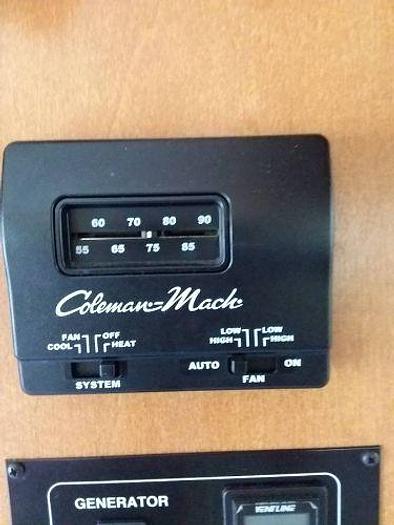 60 70 80 90
55 65 75 85
Coleman-Mach
FAN OFF
COOL HEAT
LOW LOW
HIGH HIGH
AUTO ON
SYSTEM FAN
GENERATOR
VENTLINE